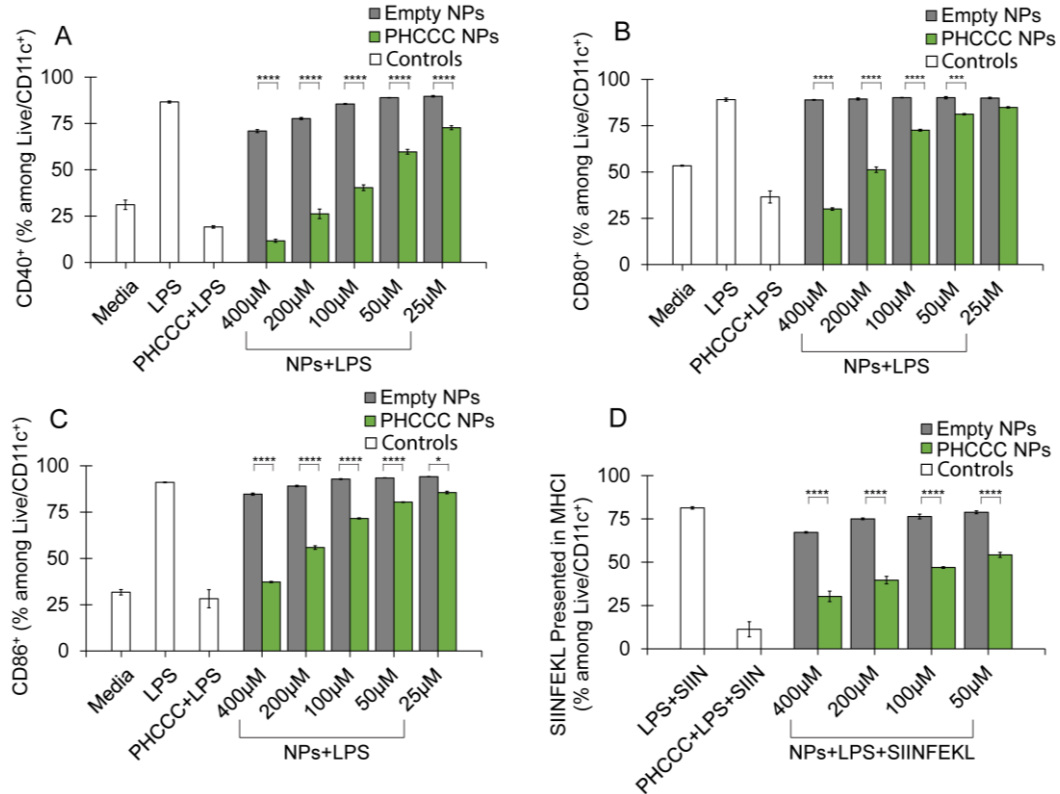 A
Empty NPs
PHCCC NPs
Controls
CD40⁺ (% among Live/CD11c⁺)
100
75
50
25
0
**** **** **** **** ****
Media LPS PHCCC+LPS 400µM 200µM 100µM 50µM 25µM
NPs+LPS
B
Empty NPs
PHCCC NPs
Controls
CD80⁺ (% among Live/CD11c⁺)
100
75
50
25
0
**** **** **** ***
Media LPS PHCCC+LPS 400µM 200µM 100µM 50µM 25µM
NPs+LPS
C
Empty NPs
PHCCC NPs
Controls
CD86⁺ (% among Live/CD11c⁺)
100
75
50
25
0
**** **** **** **** *
Media LPS PHCCC+LPS 400µM 200µM 100µM 50µM 25µM
NPs+LPS
D
Empty NPs
PHCCC NPs
Controls
SIINFEKL Presented in MHCI
(% among Live/CD11c⁺)
100
75
50
25
0
**** **** **** ****
LPS+SIIN PHCCC+LPS+SIIN 400µM 200µM 100µM 50µM
NPs+LPS+SIINFEKL